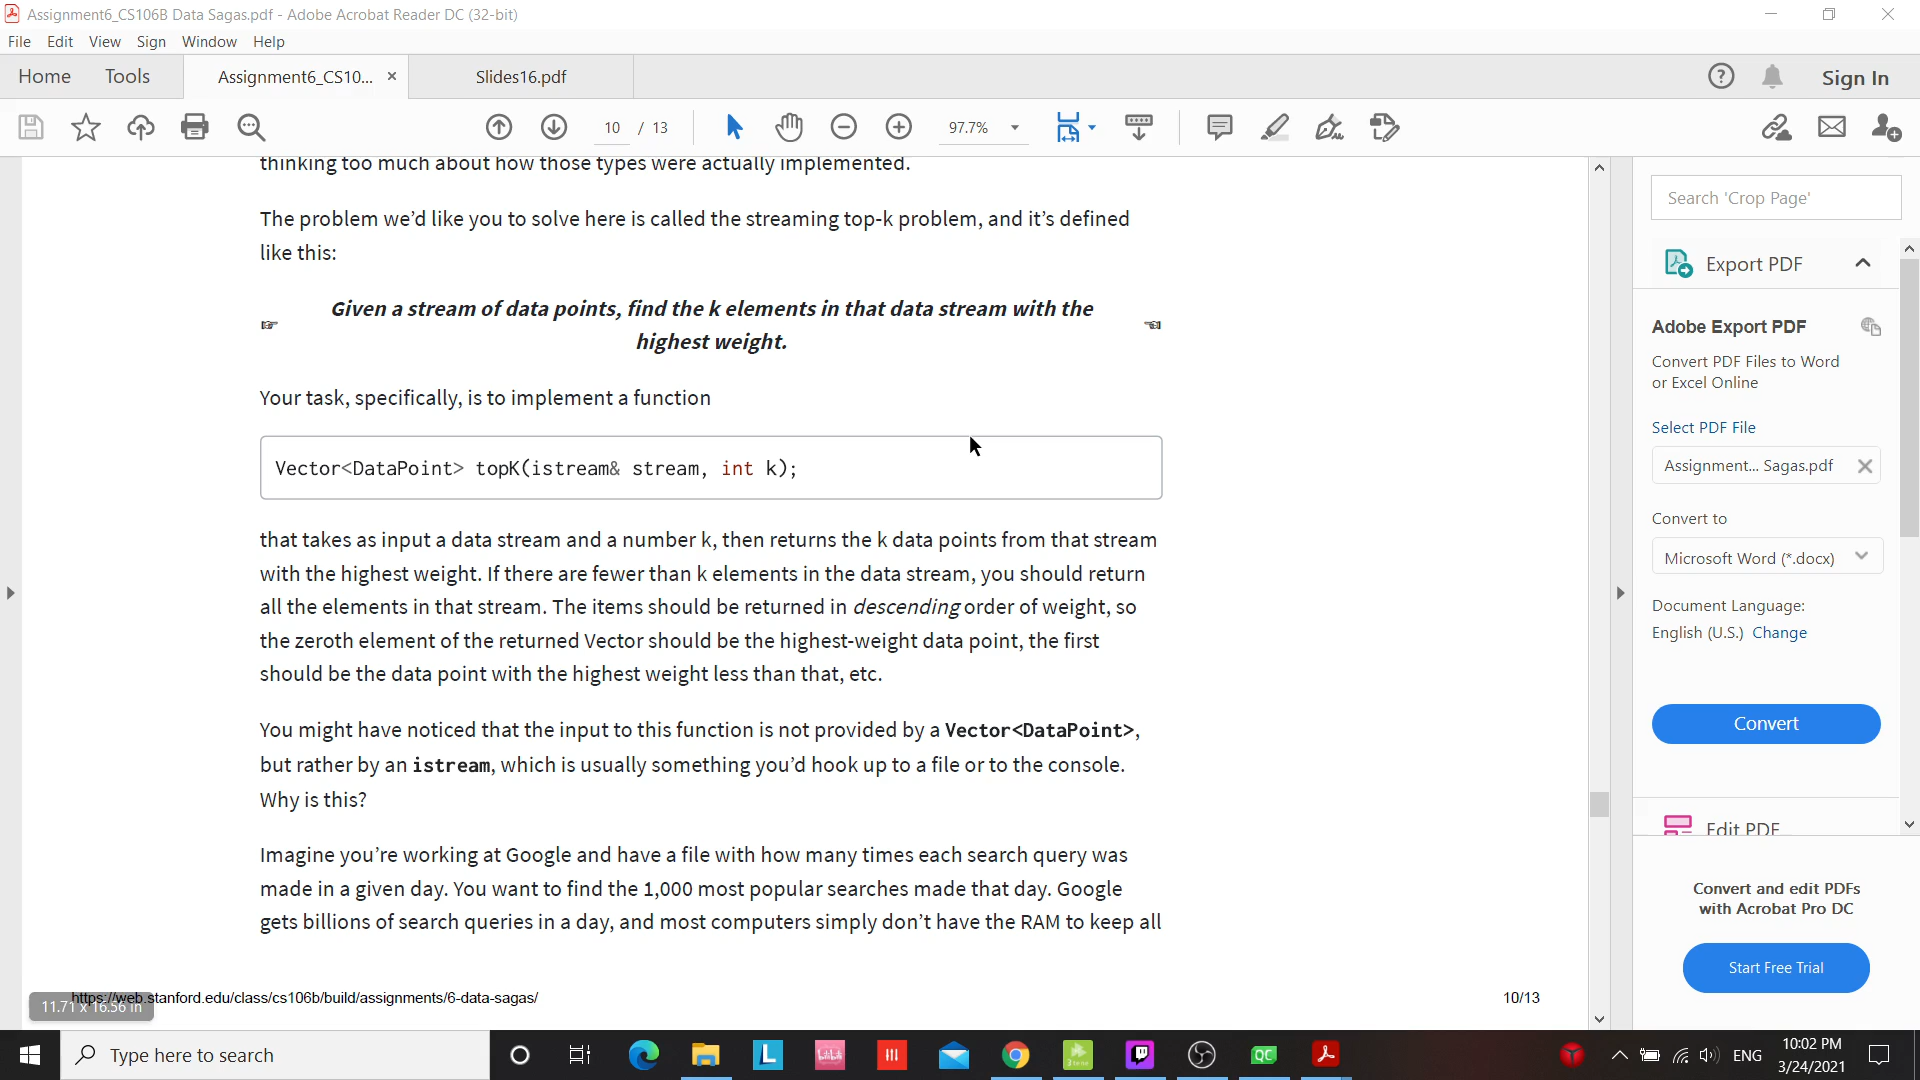 Assignment6_CS106B Data Sagas.pdf - Adobe Acrobat Reader DC (32-bit)
File Edit View Sign Window Help
Home Tools Assignment6_CS10... × Slides16.pdf Sign In
10 / 13 97.7%
thinking too much about how those types were actually implemented.
The problem we’d like you to solve here is called the streaming top-k problem, and it’s defined
like this:
☞ Given a stream of data points, find the k elements in that data stream with the ☜
highest weight.
Your task, specifically, is to implement a function
Vector<DataPoint> topK(istream& stream, int k);
that takes as input a data stream and a number k, then returns the k data points from that stream
with the highest weight. If there are fewer than k elements in the data stream, you should return
all the elements in that stream. The items should be returned in descending order of weight, so
the zeroth element of the returned Vector should be the highest-weight data point, the first
should be the data point with the highest weight less than that, etc.
You might have noticed that the input to this function is not provided by a Vector<DataPoint>,
but rather by an istream, which is usually something you’d hook up to a file or to the console.
Why is this?
Imagine you’re working at Google and have a file with how many times each search query was
made in a given day. You want to find the 1,000 most popular searches made that day. Google
gets billions of search queries in a day, and most computers simply don’t have the RAM to keep all
https://web.stanford.edu/class/cs106b/build/assignments/6-data-sagas/
10/13
11.71 x 16.56 in
Search 'Crop Page'
Export PDF
Adobe Export PDF
Convert PDF Files to Word
or Excel Online
Select PDF File
Assignment... Sagas.pdf
Convert to
Microsoft Word (*.docx)
Document Language:
English (U.S.) Change
Convert
Edit PDF
Convert and edit PDFs
with Acrobat Pro DC
Start Free Trial
Type here to search
L
QC
ENG
10:02 PM
3/24/2021